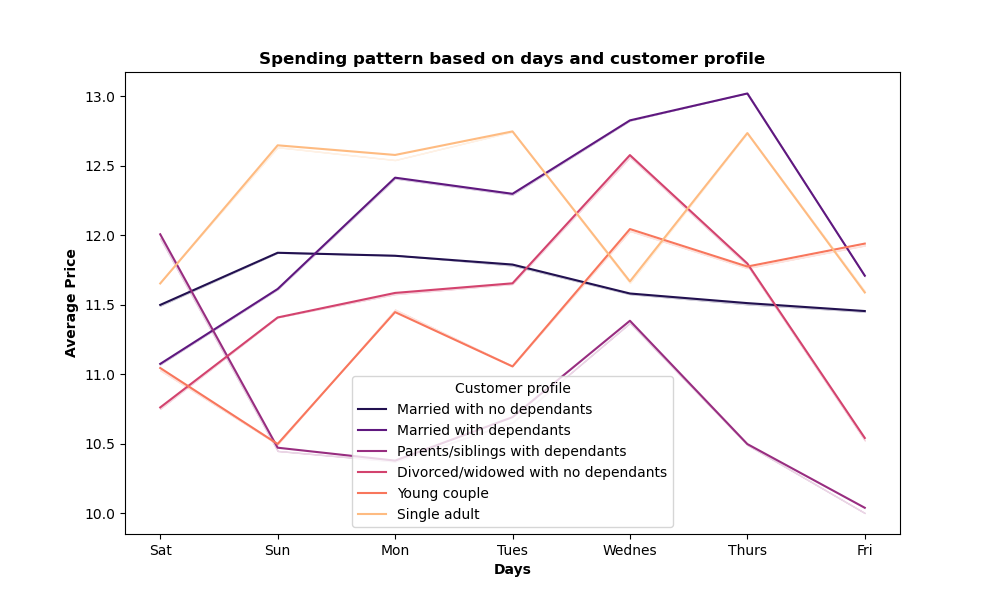 Spending pattern based on days and customer profile
Average Price
13.0
12.5
12.0
11.5
11.0
10.5
10.0
Customer profile
Married with no dependants
Married with dependants
Parents/siblings with dependants
Divorced/widowed with no dependants
Young couple
Single adult
Sat Sun Mon Tues Wednes Thurs Fri
Days